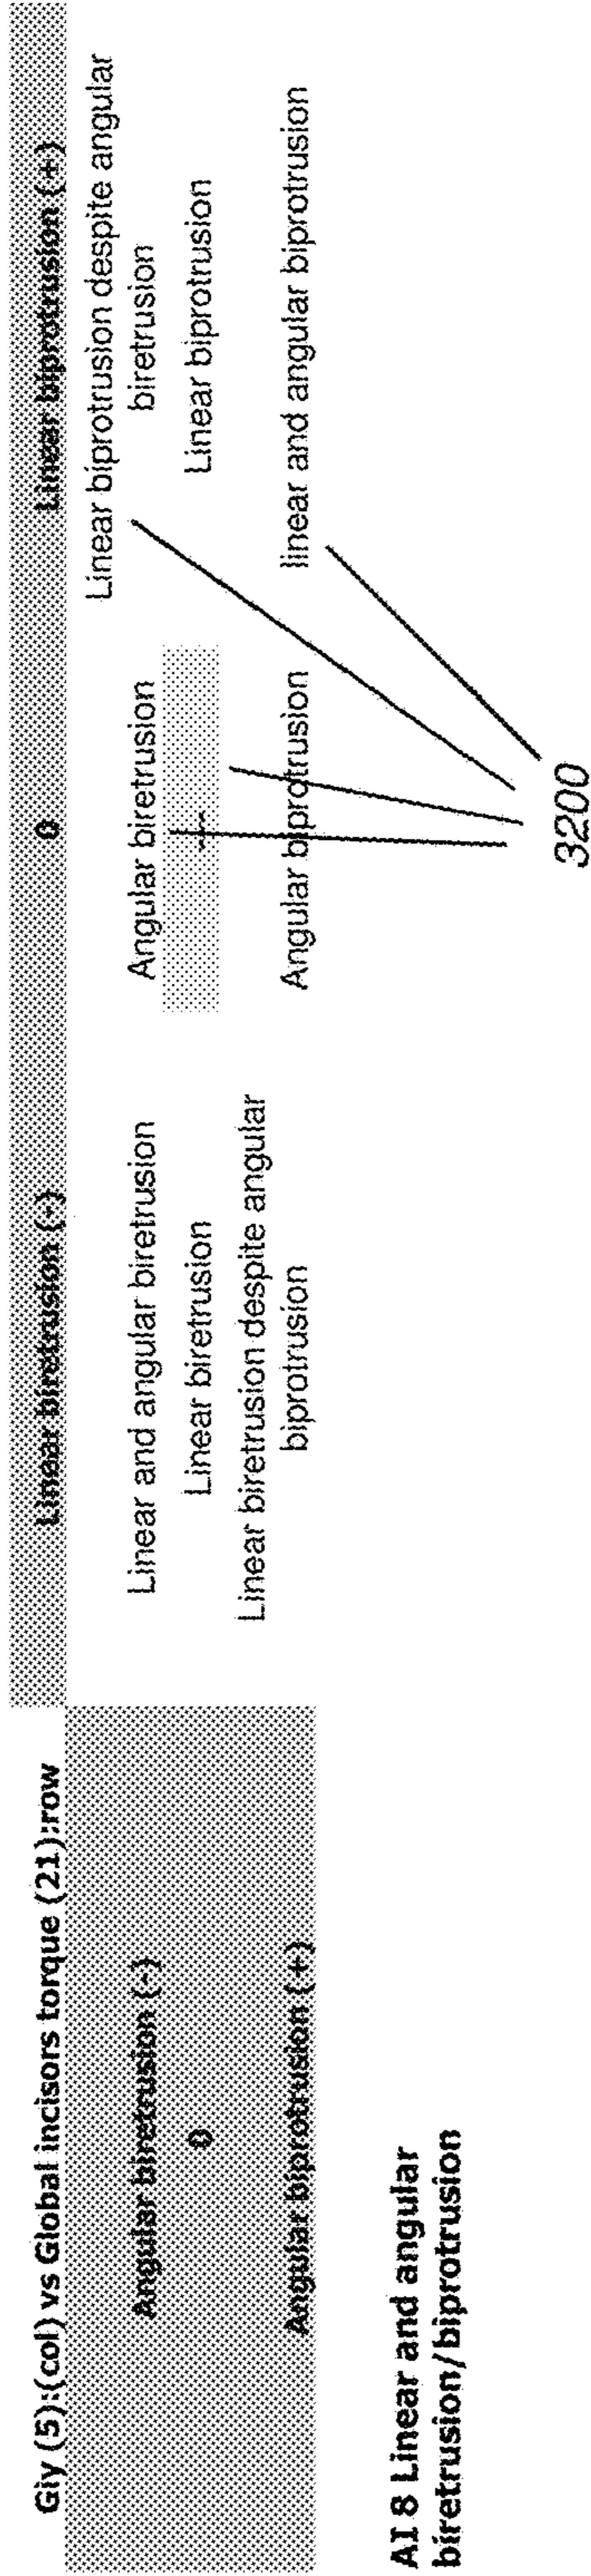 Giy (5):(col) vs Global incisors torque (21):row
Linear biretrusion (-)
0
Linear biprotrusion (+)
Angular biretrusion (-)
Linear and angular biretrusion
Angular biretrusion
Linear biprotrusion despite angular
biretrusion
0
Linear biretrusion
---
Linear biprotrusion
Angular biprotrusion (+)
Linear biretrusion despite angular
biprotrusion
Angular biprotrusion
linear and angular biprotrusion
AI 8 Linear and angular
biretrusion/biprotrusion
3200